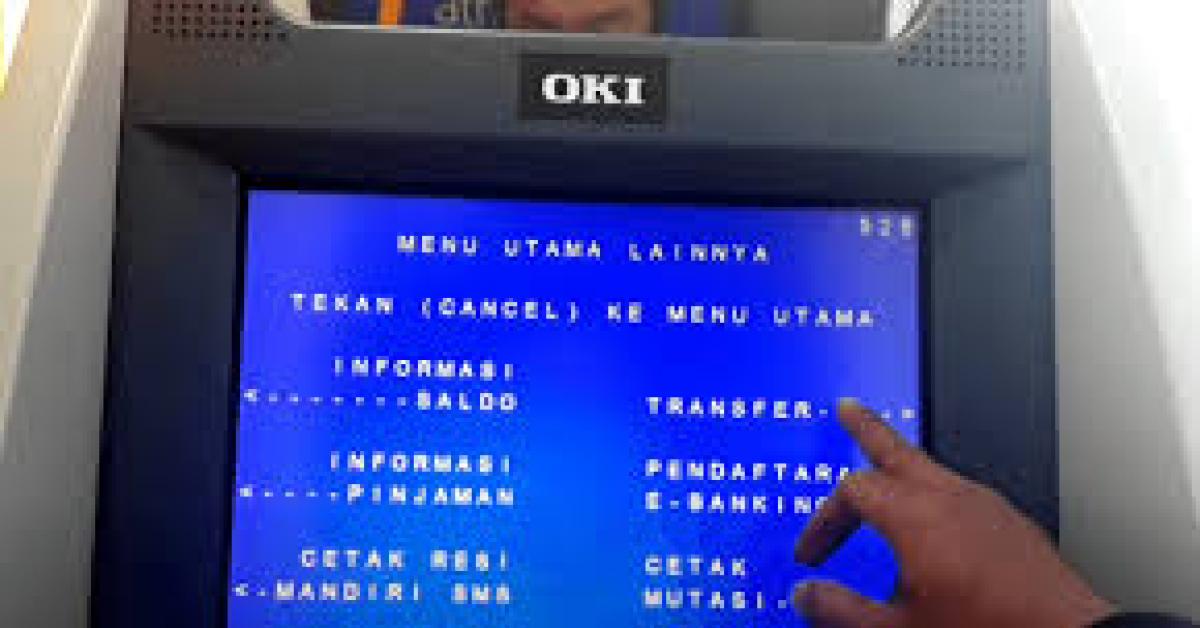 OKI
MENU UTAMA LAINNYA
TEKAN (CANCEL) KE MENU UTAMA
INFORMASI
<-------SALDO
TRANSFER-
INFORMASI
<-----PINJAMAN
PENDAFTARA
E-BANKING
CETAK RESI
<-MANDIRI SMS
CETAK
MUTASI-